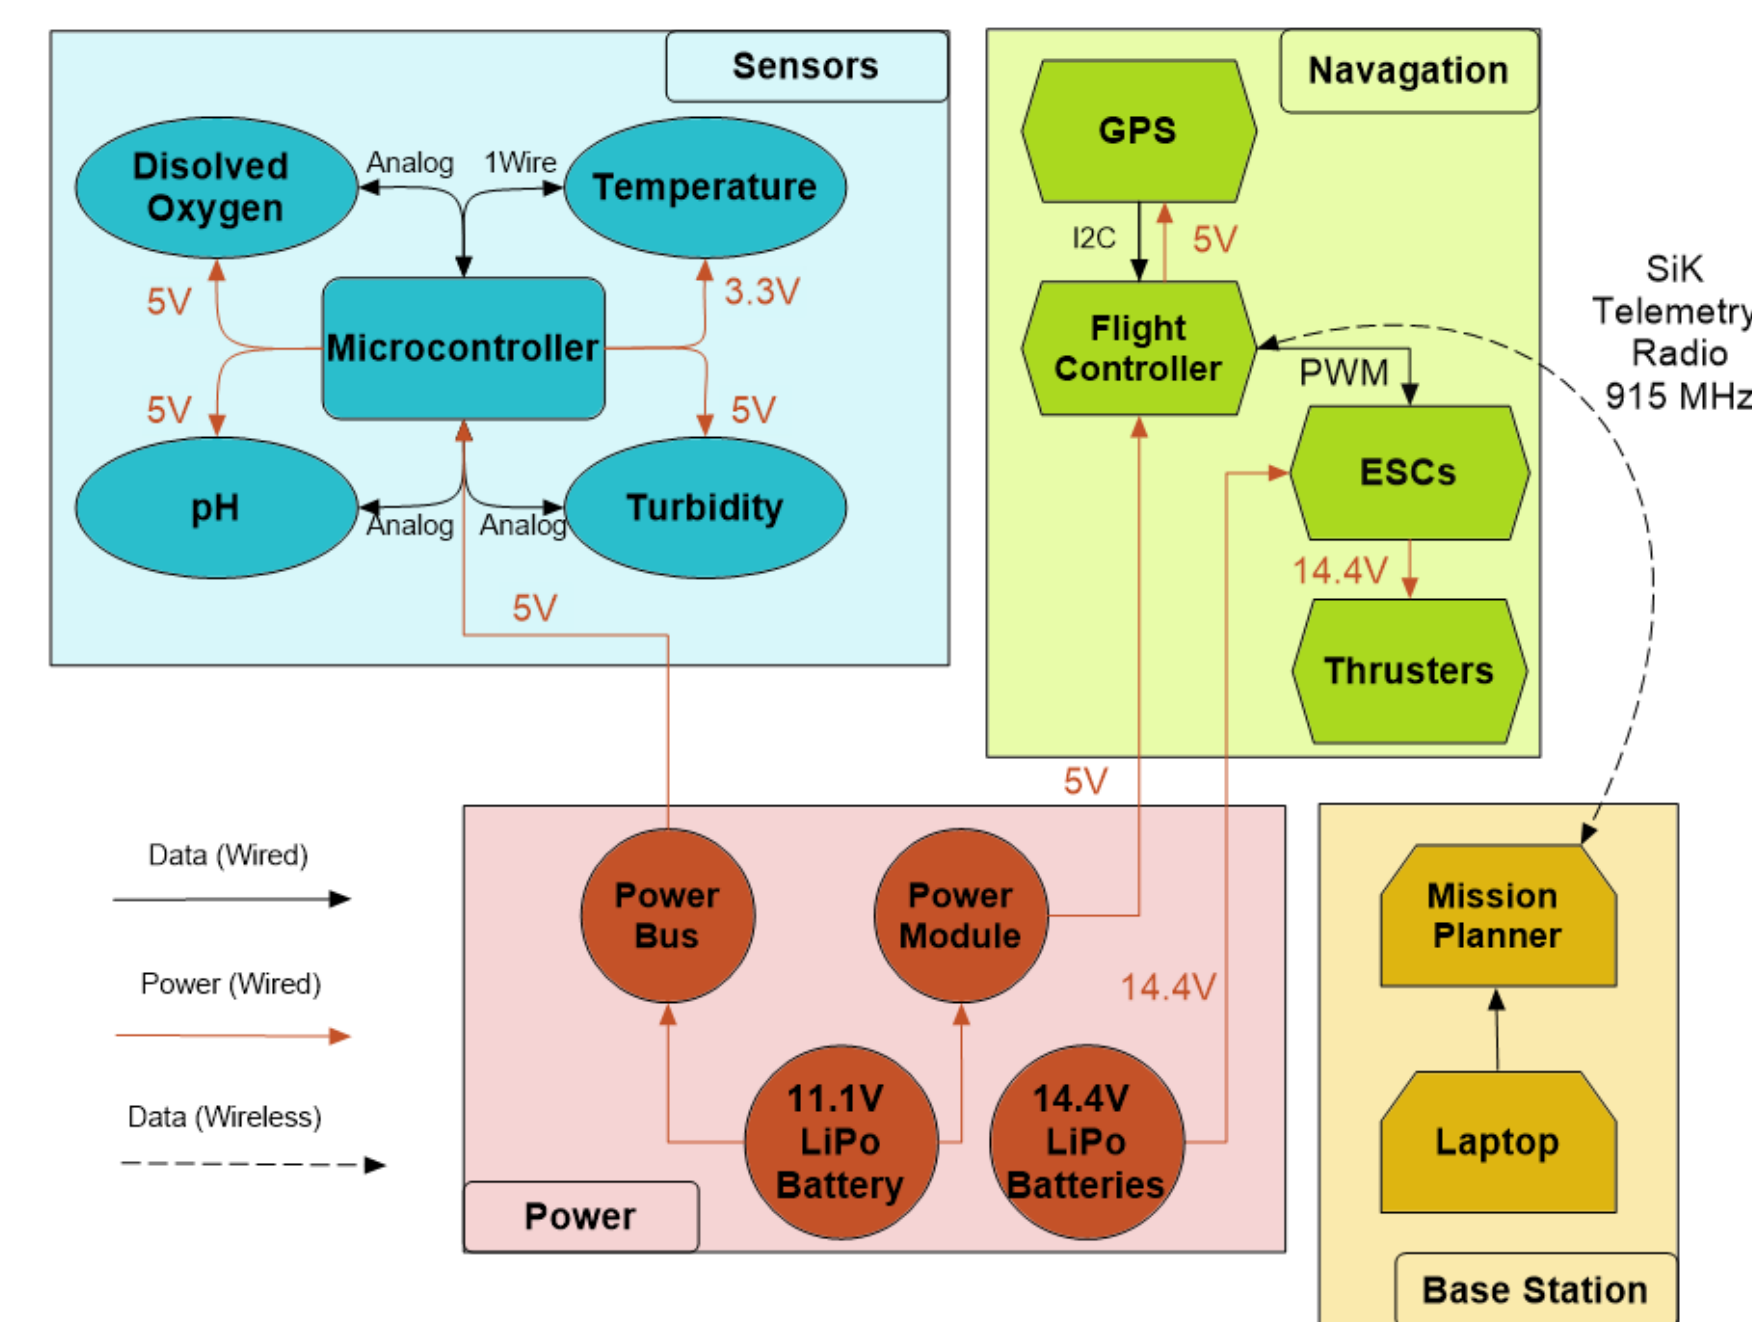 Sensors
Disolved
Oxygen
Analog
1Wire
Temperature
5V
3.3V
Microcontroller
5V
5V
pH
Analog
Analog
Turbidity
5V
Navagation
GPS
I2C
5V
Flight
Controller
PWM
ESCs
14.4V
Thrusters
SiK
Telemetry
Radio
915 MHz
5V
14.4V
Data (Wired)
Power (Wired)
Data (Wireless)
Power
Bus
Power
Module
11.1V
LiPo
Battery
14.4V
LiPo
Batteries
Power
Mission
Planner
Laptop
Base Station